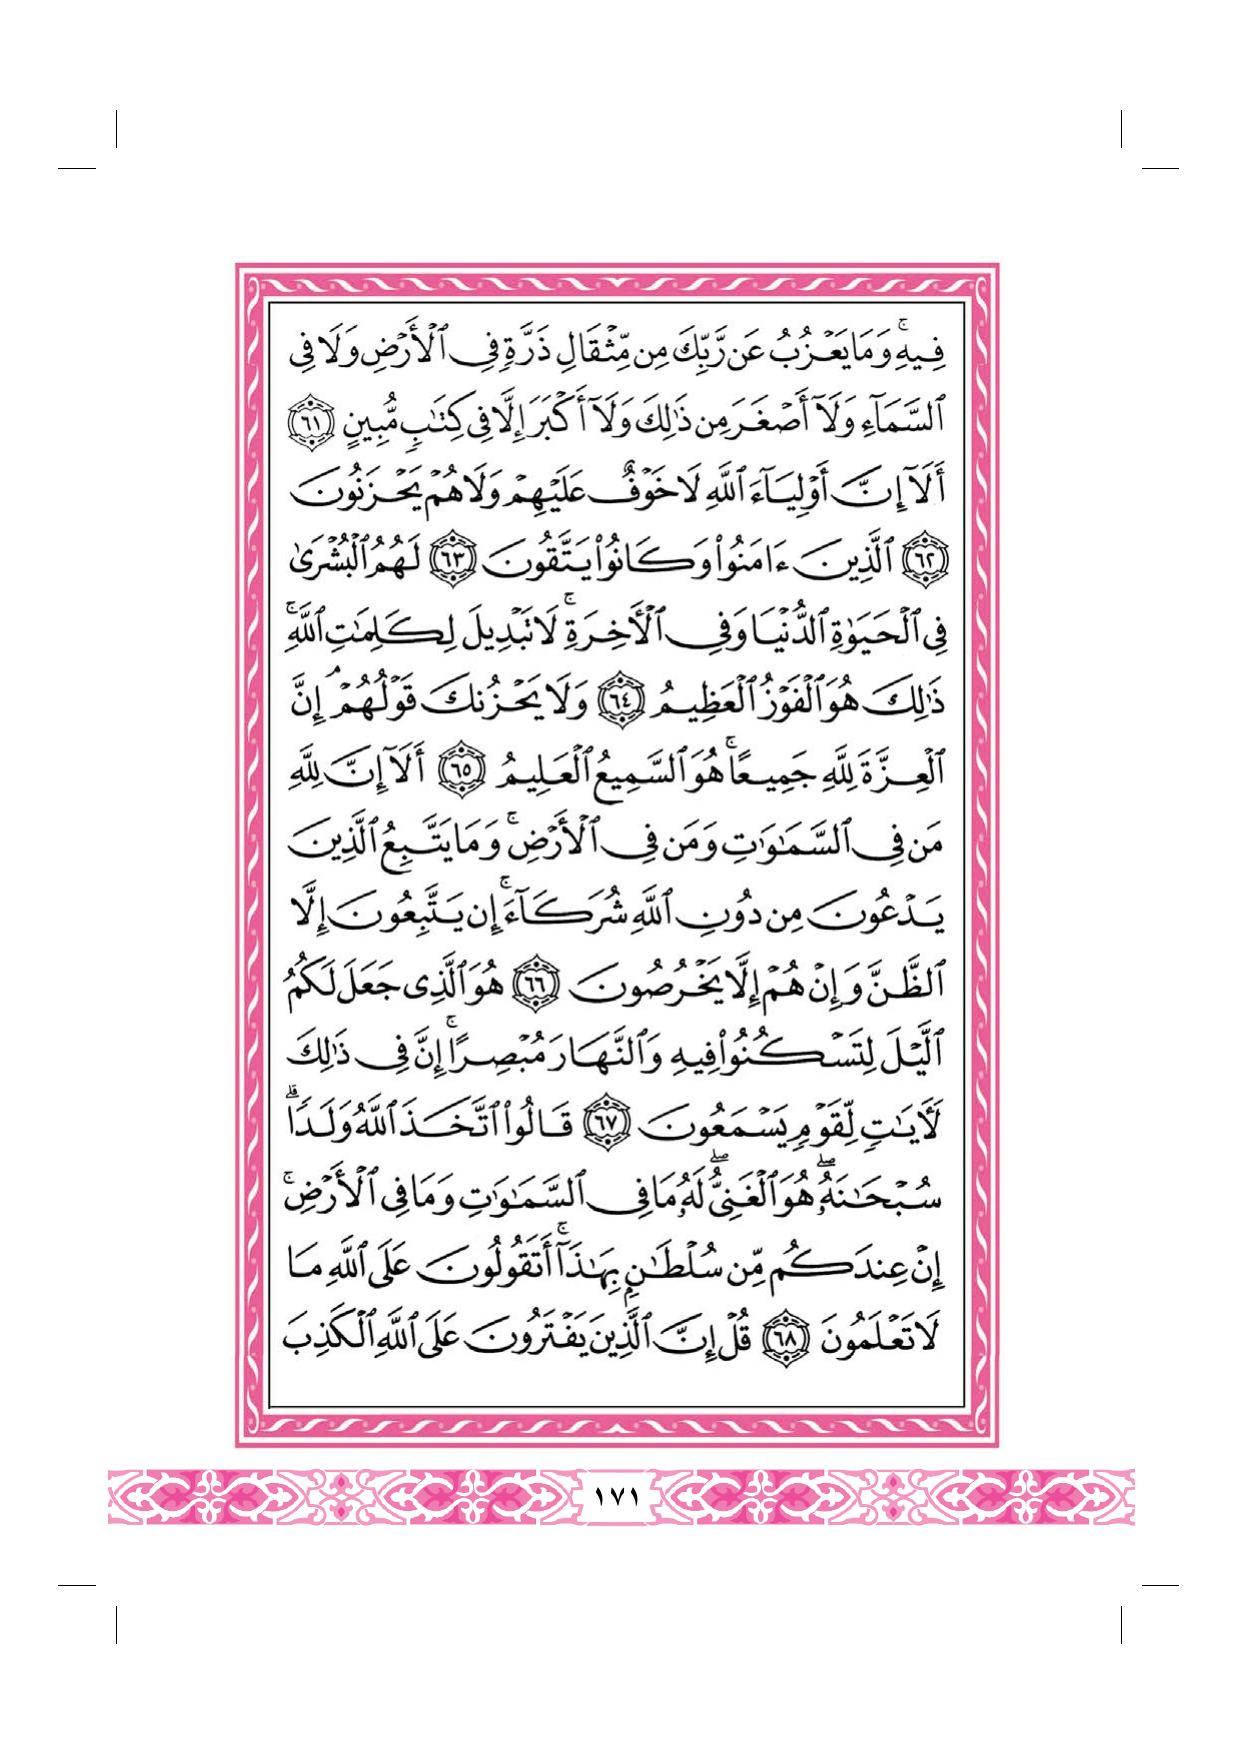 فِيهِ ۚ وَمَا يَعْزُبُ عَن رَّبِّكَ مِن مِّثْقَالِ ذَرَّةٍ فِي ٱلْأَرْضِ وَلَا فِي
ٱلسَّمَآءِ وَلَآ أَصْغَرَ مِن ذَٰلِكَ وَلَآ أَكْبَرَ إِلَّا فِي كِتَٰبٍ مُّبِينٍ ٦١
أَلَآ إِنَّ أَوْلِيَآءَ ٱللَّهِ لَا خَوْفٌ عَلَيْهِمْ وَلَا هُمْ يَحْزَنُونَ
٦٢ ٱلَّذِينَ ءَامَنُوا۟ وَكَانُوا۟ يَتَّقُونَ ٦٣ لَهُمُ ٱلْبُشْرَىٰ
فِي ٱلْحَيَوٰةِ ٱلدُّنْيَا وَفِي ٱلْأَخِرَةِ ۚ لَا تَبْدِيلَ لِكَلِمَٰتِ ٱللَّهِ ۚ
ذَٰلِكَ هُوَ ٱلْفَوْزُ ٱلْعَظِيمُ ٦٤ وَلَا يَحْزُنكَ قَوْلُهُمْ ۘ إِنَّ
ٱلْعِزَّةَ لِلَّهِ جَمِيعًا ۚ هُوَ ٱلسَّمِيعُ ٱلْعَلِيمُ ٦٥ أَلَآ إِنَّ لِلَّهِ
مَن فِي ٱلسَّمَٰوَٰتِ وَمَن فِي ٱلْأَرْضِ ۗ وَمَا يَتَّبِعُ ٱلَّذِينَ
يَدْعُونَ مِن دُونِ ٱللَّهِ شُرَكَآءَ ۚ إِن يَتَّبِعُونَ إِلَّا
ٱلظَّنَّ وَإِنْ هُمْ إِلَّا يَخْرُصُونَ ٦٦ هُوَ ٱلَّذِى جَعَلَ لَكُمُ
ٱلَّيْلَ لِتَسْكُنُوا۟ فِيهِ وَٱلنَّهَارَ مُبْصِرًا ۚ إِنَّ فِي ذَٰلِكَ
لَأَيَٰتٍ لِّقَوْمٍ يَسْمَعُونَ ٦٧ قَالُوا۟ ٱتَّخَذَ ٱللَّهُ وَلَدًا ۗ
سُبْحَٰنَهُۥ ۖ هُوَ ٱلْغَنِىُّ ۖ لَهُۥ مَا فِي ٱلسَّمَٰوَٰتِ وَمَا فِي ٱلْأَرْضِ ۚ
إِنْ عِندَكُم مِّن سُلْطَٰنٍۭ بِهَٰذَآ ۚ أَتَقُولُونَ عَلَى ٱللَّهِ مَا
لَا تَعْلَمُونَ ٦٨ قُلْ إِنَّ ٱلَّذِينَ يَفْتَرُونَ عَلَى ٱللَّهِ ٱلْكَذِبَ
١٧١